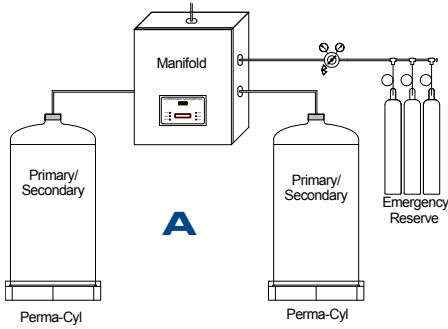 Manifold
Primary/
Secondary
Primary/
Secondary
Emergency
Reserve
A
Perma-Cyl
Perma-Cyl